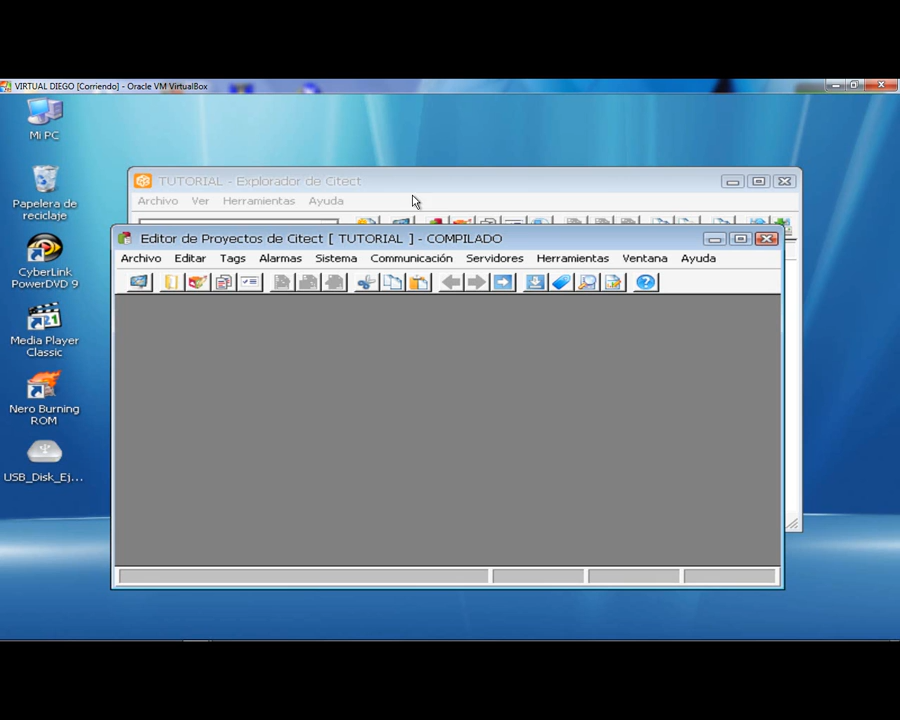 VIRTUAL DIEGO [Corriendo] - Oracle VM VirtualBox
Mi PC
Papelera de
reciclaje
CyberLink
PowerDVD 9
Media Player
Classic
Nero Burning
ROM
USB_Disk_Ej...
TUTORIAL - Explorador de Citect
Archivo Ver Herramientas Ayuda
Editor de Proyectos de Citect [ TUTORIAL ] - COMPILADO
Archivo Editar Tags Alarmas Sistema Comunicación Servidores Herramientas Ventana Ayuda